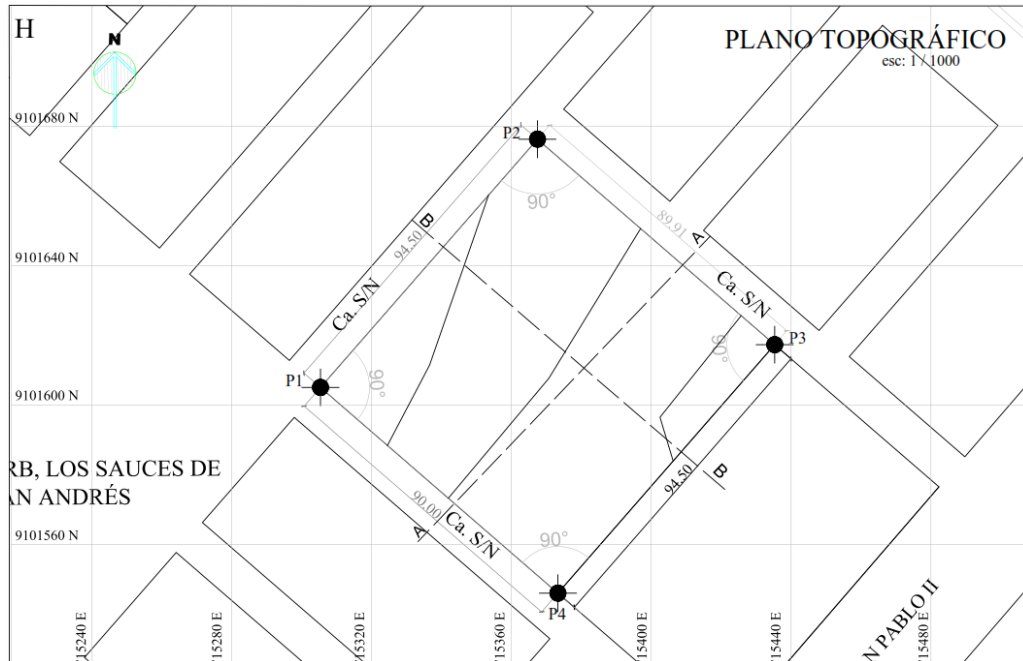 H
N
PLANO TOPOGRÁFICO
esc: 1 / 1000
9101680 N
P2
90°
89.91
B
A
94.50
9101640 N
Ca. S/N
Ca. S/N
P3
90°
P1
90°
9101600 N
RB, LOS SAUCES DE
AN ANDRÉS
B
94.50
90.00
Ca. S/N
A
90°
9101560 N
P4
715240 E
715280 E
715320 E
715360 E
715400 E
715440 E
715480 E
N PABLO II